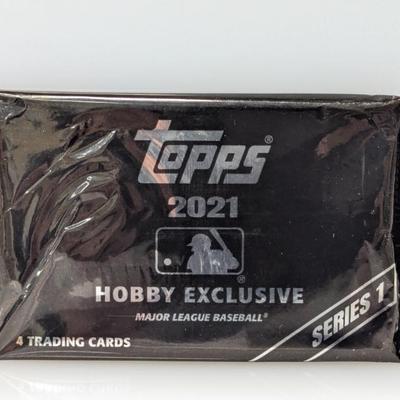 Topps®
2021
®
HOBBY EXCLUSIVE
MAJOR LEAGUE BASEBALL®
SERIES 1
4 TRADING CARDS